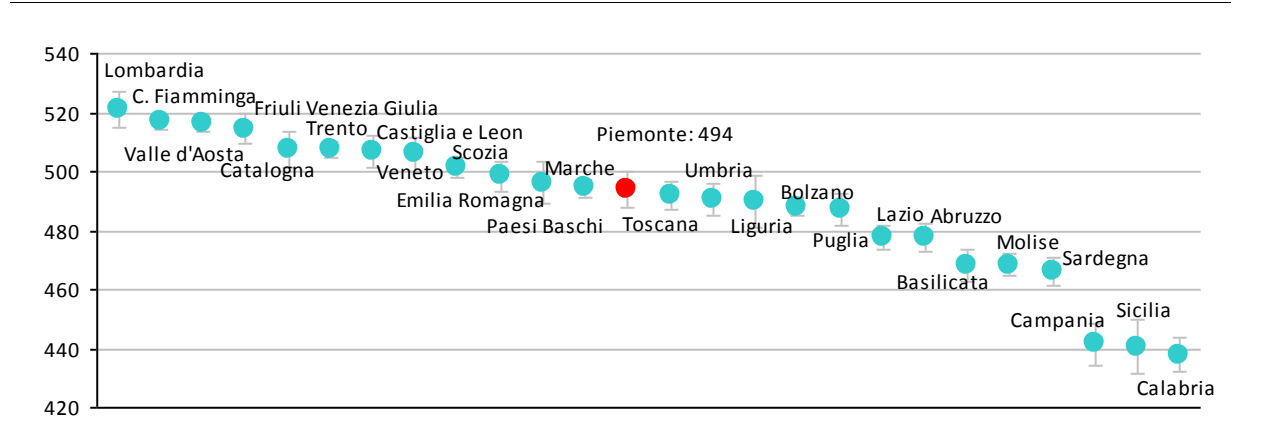 540
520
500
480
460
440
420
Lombardia
C. Fiamminga
Valle d'Aosta
Friuli Venezia Giulia
Catalogna
Trento
Veneto
Castiglia e Leon
Scozia
Emilia Romagna
Paesi Baschi
Marche
Piemonte: 494
Toscana
Umbria
Liguria
Bolzano
Puglia
Lazio
Abruzzo
Basilicata
Molise
Sardegna
Campania
Sicilia
Calabria